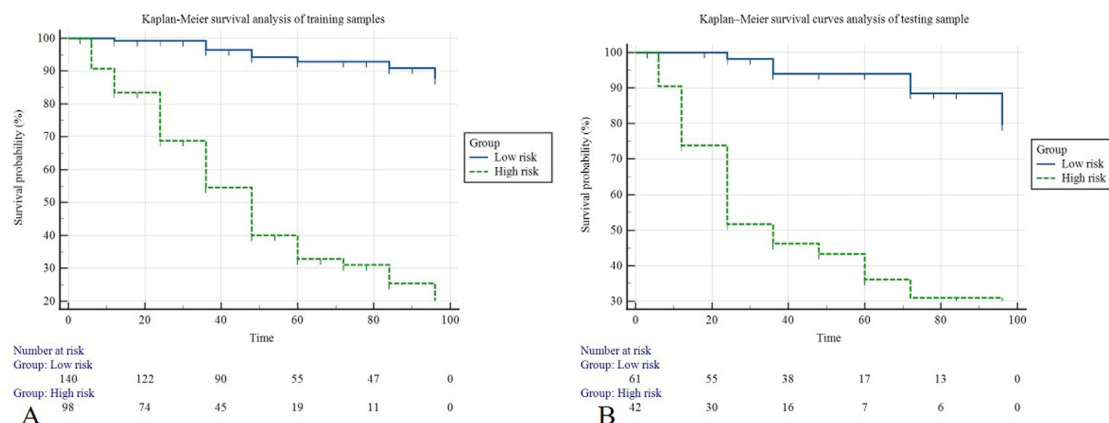 Kaplan-Meier survival analysis of training samples
Survival probability (%)
100
90
80
70
60
50
40
30
20
0
20
40
60
80
100
Time
Group
Low risk
High risk
Number at risk
Group: Low risk
140 122 90 55 47 0
Group: High risk
98 74 45 19 11 0
A
Kaplan–Meier survival curves analysis of testing sample
Survival probability (%)
100
90
80
70
60
50
40
30
0
20
40
60
80
100
Time
Group
Low risk
High risk
Number at risk
Group: Low risk
61 55 38 17 13 0
Group: High risk
42 30 16 7 6 0
B